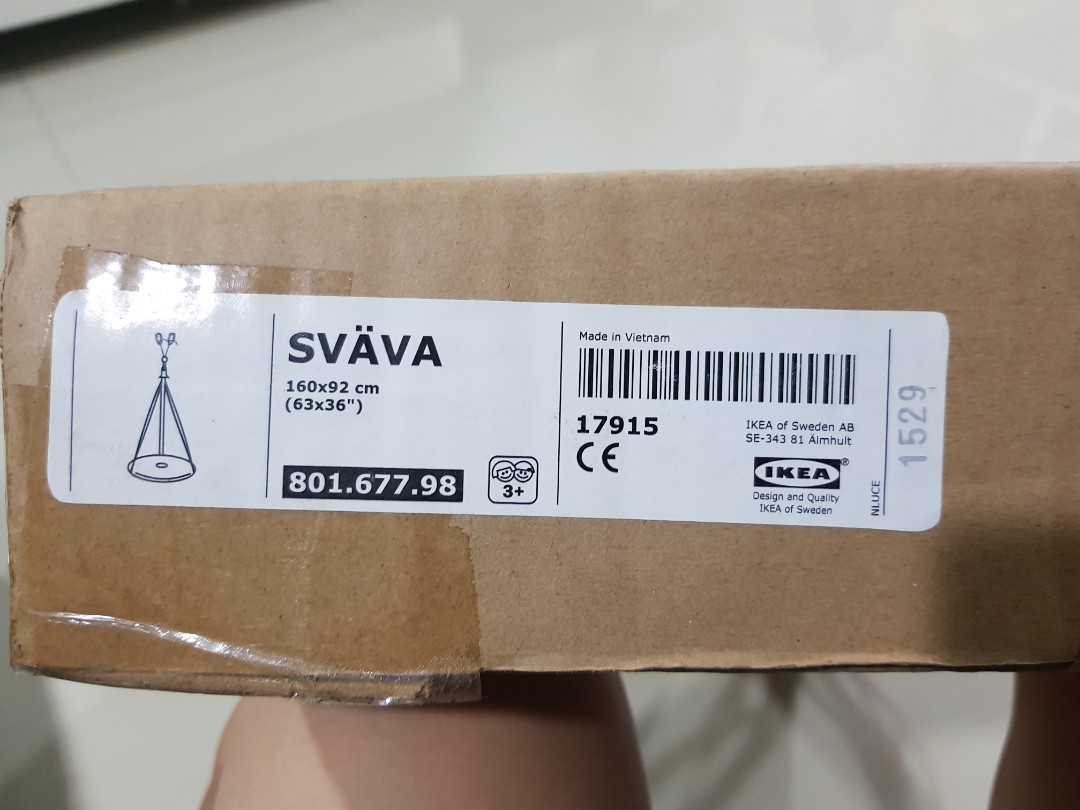 SVÄVA
160x92 cm
(63x36")
801.677.98
3+
Made in Vietnam
17915
CE
IKEA of Sweden AB
SE-343 81 Älmhult
IKEA®
Design and Quality
IKEA of Sweden
NLUCE
1529